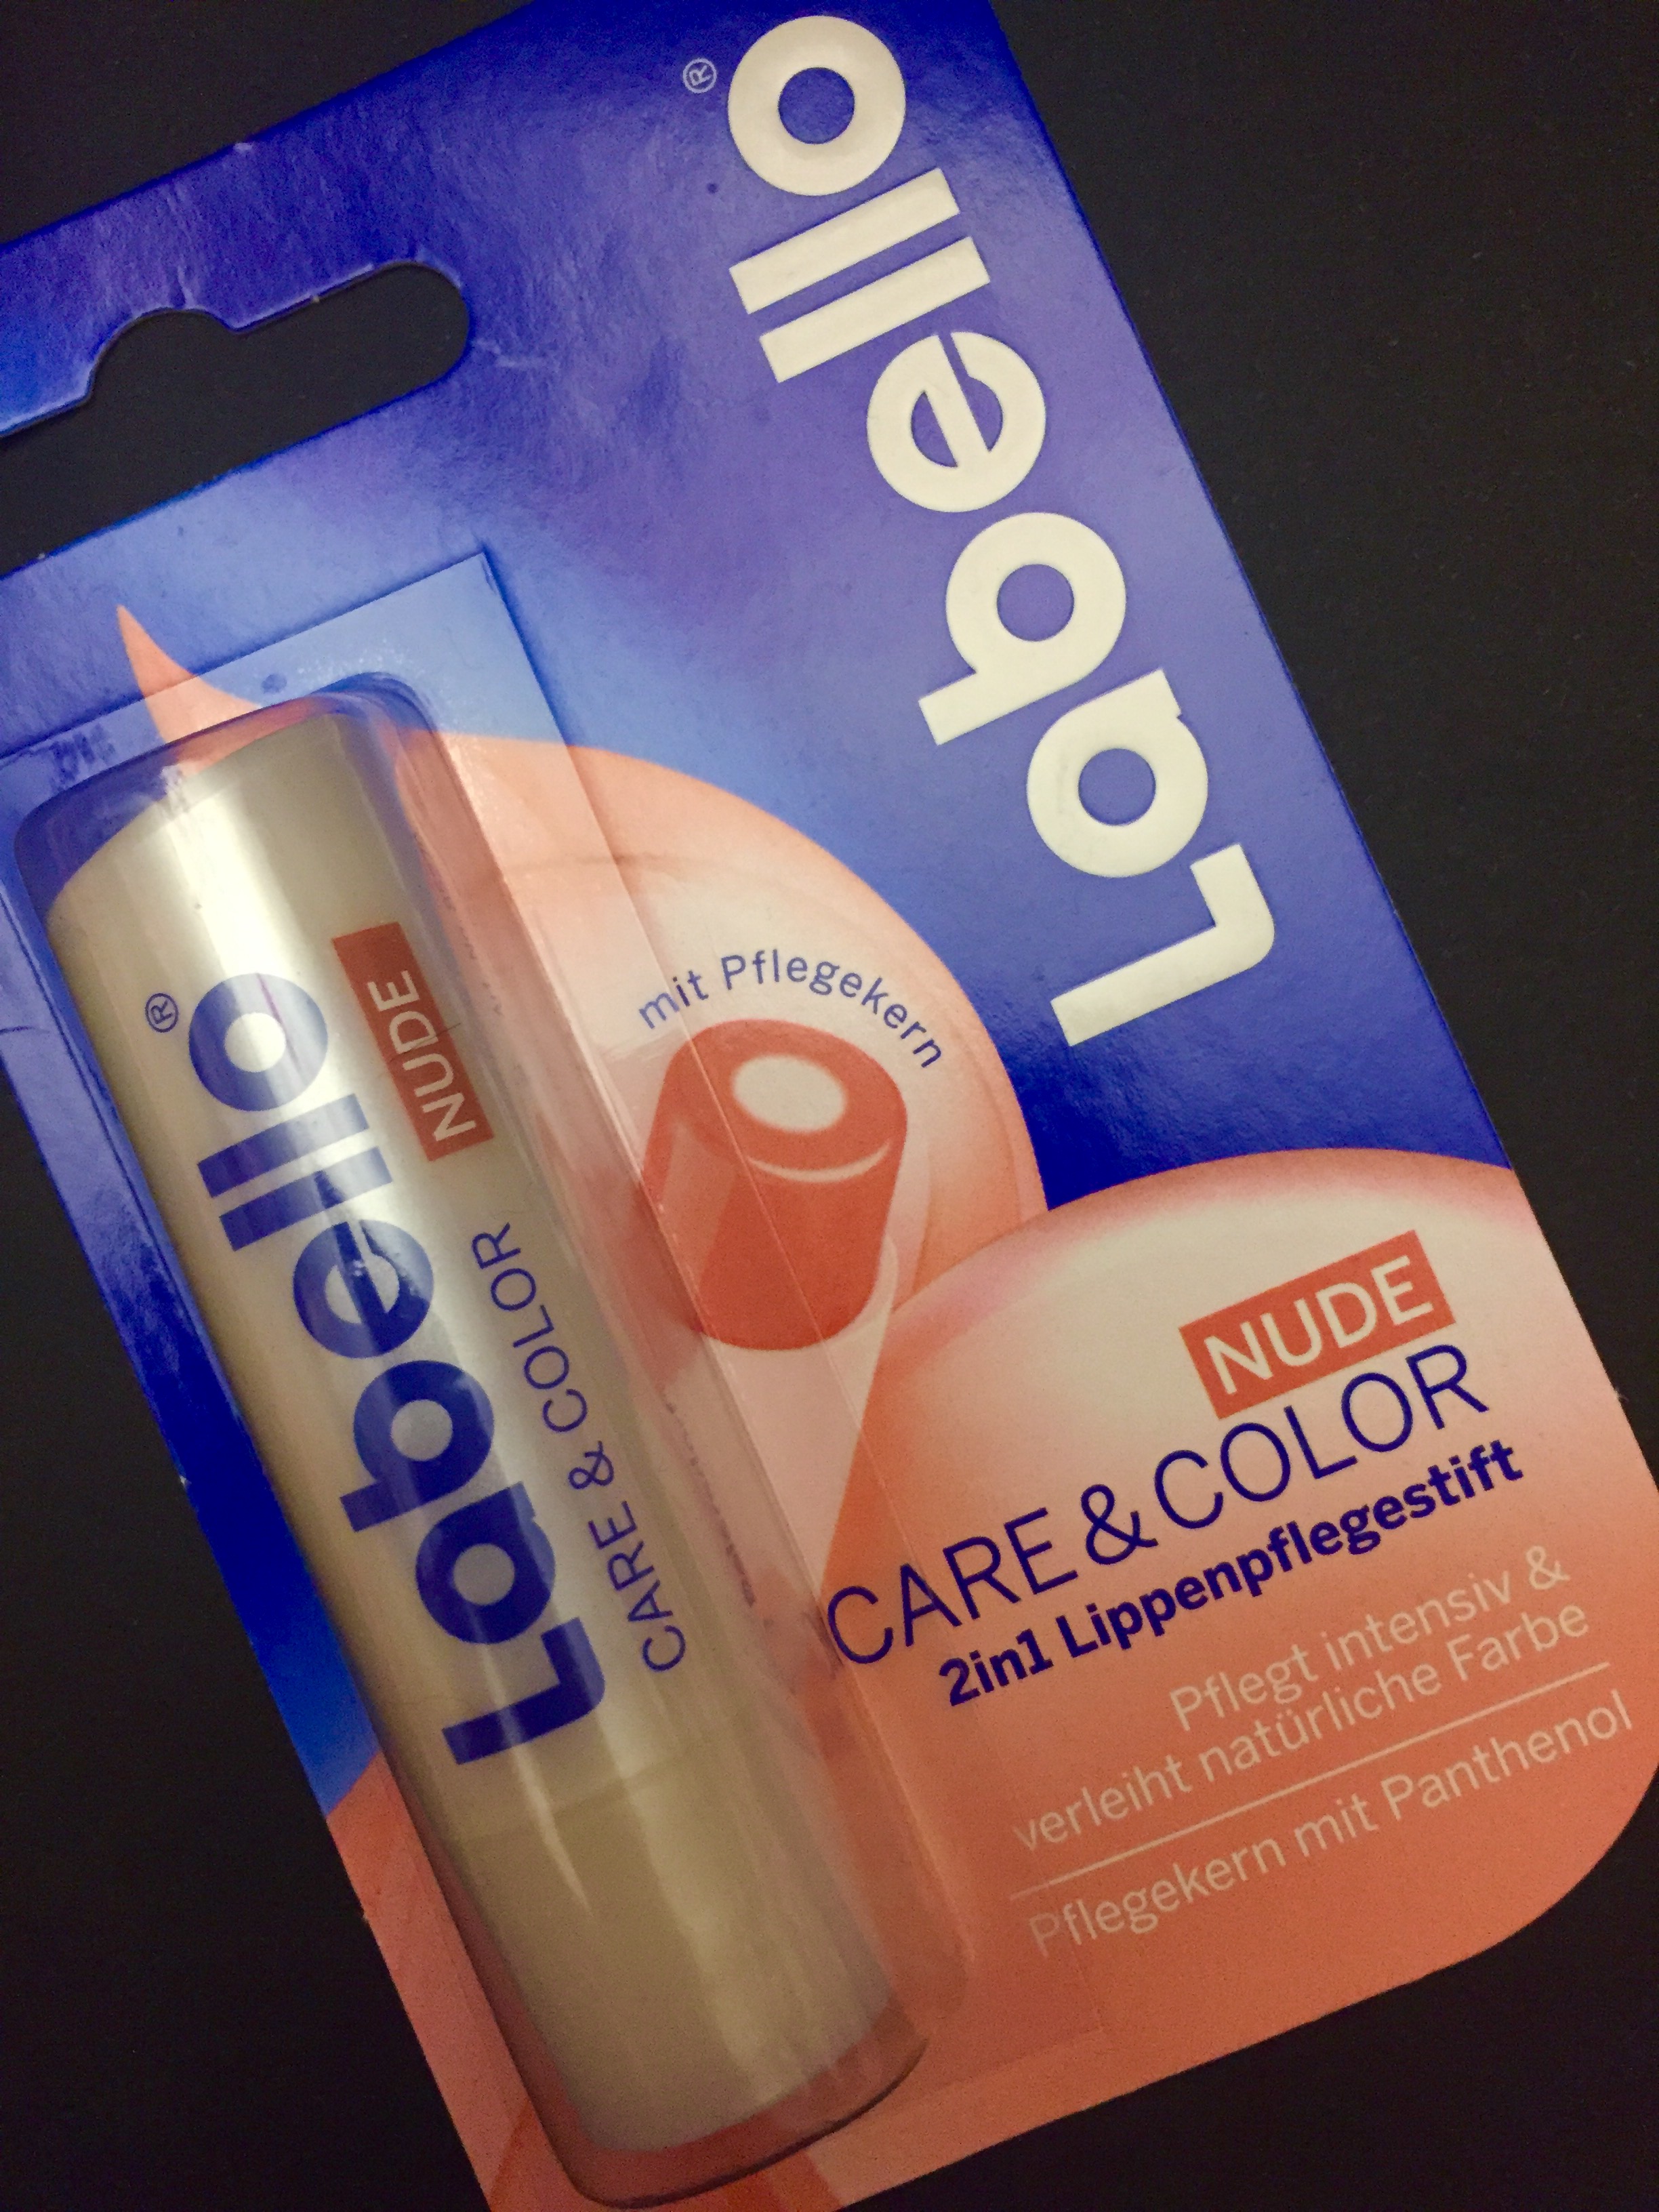 Labello®
mit Pflegekern
Labello®
NUDE
CARE & COLOR
NUDE
CARE & COLOR
2in1 Lippenpflegestift
Pflegt intensiv &
verleiht natürliche Farbe
Pflegekern mit Panthenol